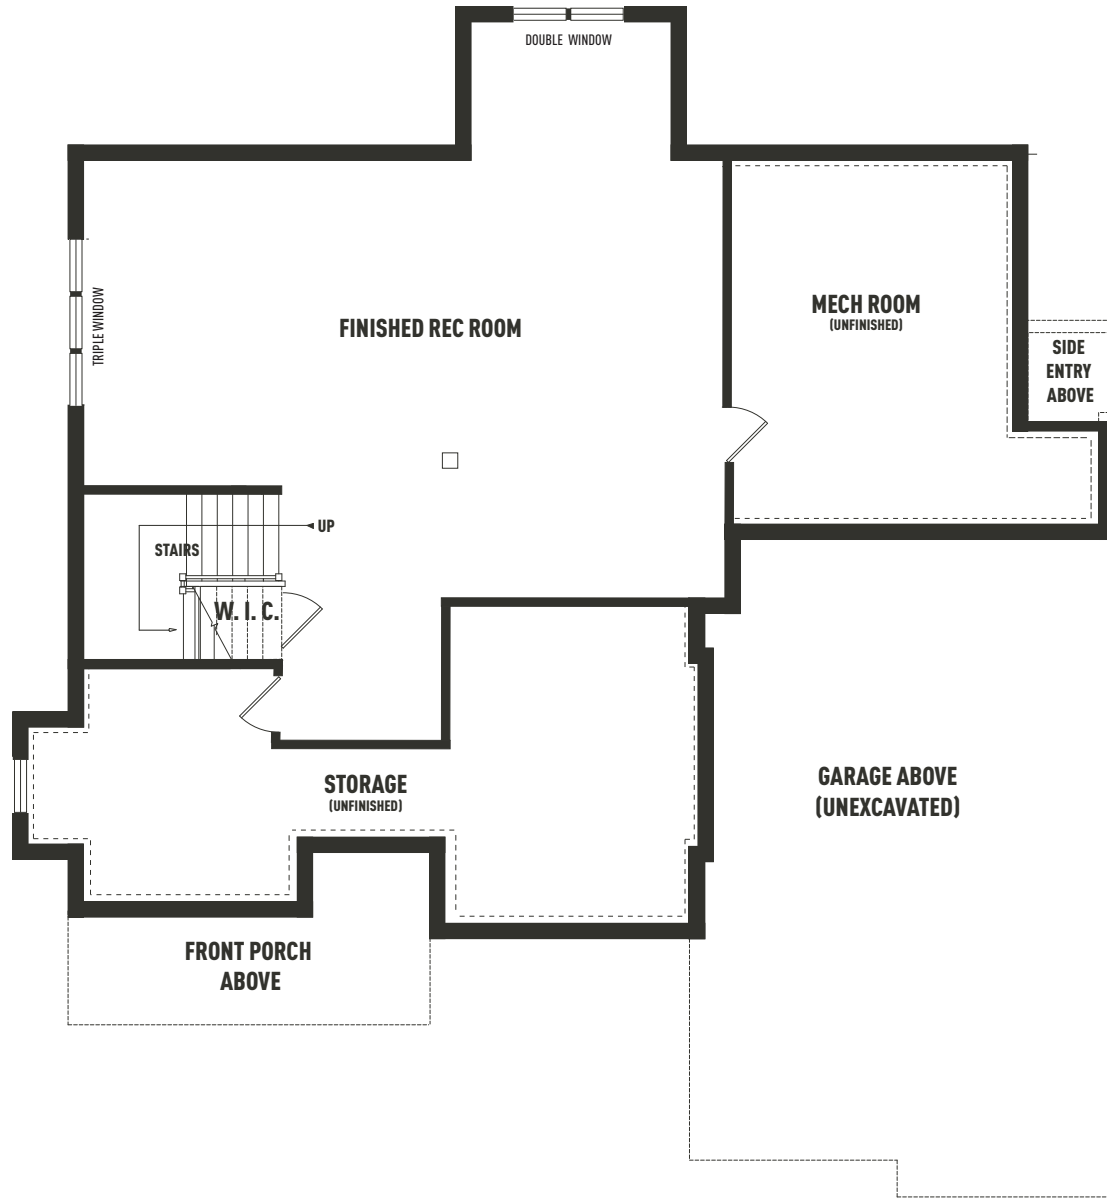 DOUBLE WINDOW
TRIPLE WINDOW
FINISHED REC ROOM
MECH ROOM
(UNFINISHED)
SIDE
ENTRY
ABOVE
UP
STAIRS
W. I. C.
STORAGE
(UNFINISHED)
GARAGE ABOVE
(UNEXCAVATED)
FRONT PORCH
ABOVE